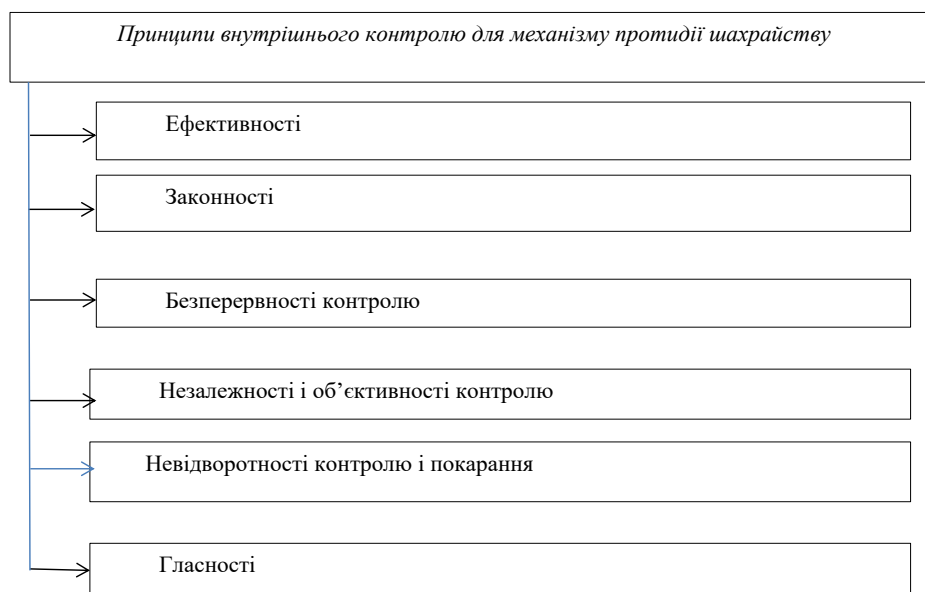 Принципи внутрішнього контролю для механізму протидії шахрайству
Ефективності
Законності
Безперервності контролю
Незалежності і об’єктивності контролю
Невідворотності контролю і покарання
Гласності